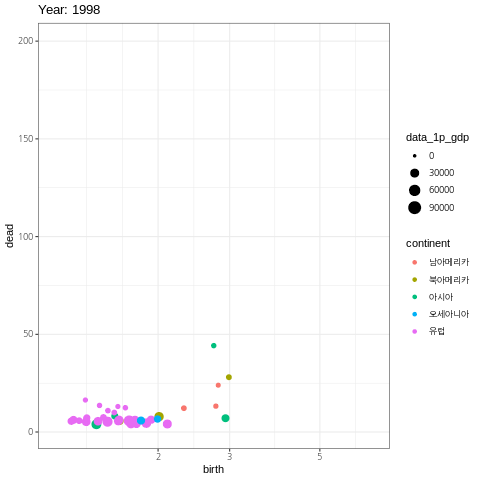 Year: 1998
200
150
100
50
0
dead
2
3
5
birth
data_1p_gdp
0
30000
60000
90000
continent
남아메리카
북아메리카
아시아
오세아니아
유럽